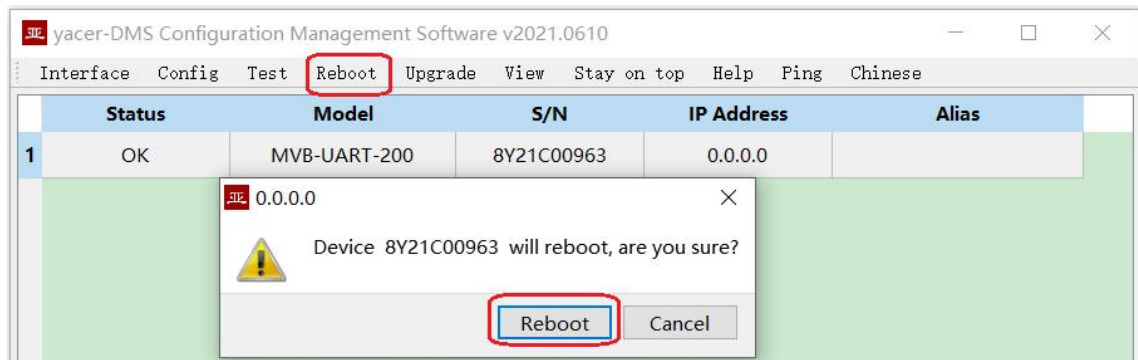 亚 yacer-DMS Configuration Management Software v2021.0610
Interface Config Test Reboot Upgrade View Stay on top Help Ping Chinese
Status Model S/N IP Address Alias
1 OK MVB-UART-200 8Y21C00963 0.0.0.0
亚 0.0.0.0
Device 8Y21C00963 will reboot, are you sure?
Reboot Cancel